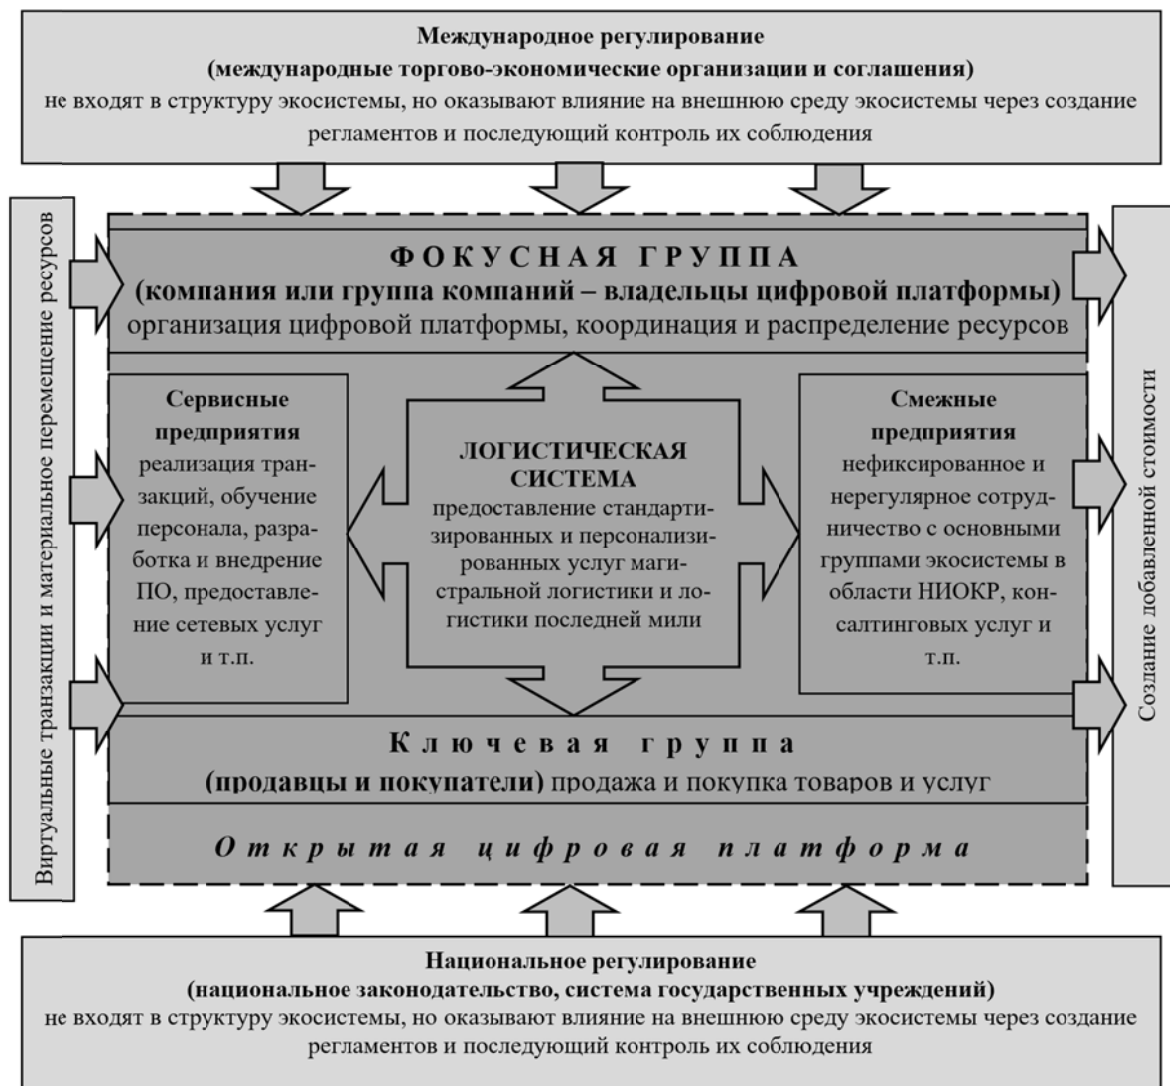 Международное регулирование
(международные торгово-экономические организации и соглашения)
не входят в структуру экосистемы, но оказывают влияние на внешнюю среду экосистемы через создание
регламентов и последующий контроль их соблюдения
Виртуальные транзакции и материальное перемещение ресурсов
ФОКУСНАЯ ГРУППА
(компания или группа компаний – владельцы цифровой платформы)
организация цифровой платформы, координация и распределение ресурсов
Сервисные
предприятия
реализация тран-
закций, обучение
персонала, разра-
ботка и внедрение
ПО, предоставле-
ние сетевых услуг
и т.п.
ЛОГИСТИЧЕСКАЯ
СИСТЕМА
предоставление стандарти-
зированных и персонализи-
рованных услуг маги-
стральной логистики и ло-
гистики последней мили
Смежные
предприятия
нефиксированное и
нерегулярное сотруд-
ничество с основными
группами экосистемы в
области НИОКР, кон-
салтинговых услуг и
т.п.
Ключевая группа
(продавцы и покупатели) продажа и покупка товаров и услуг
Открытая цифровая платформа
Создание добавленной стоимости
Национальное регулирование
(национальное законодательство, система государственных учреждений)
не входят в структуру экосистемы, но оказывают влияние на внешнюю среду экосистемы через создание
регламентов и последующий контроль их соблюдения